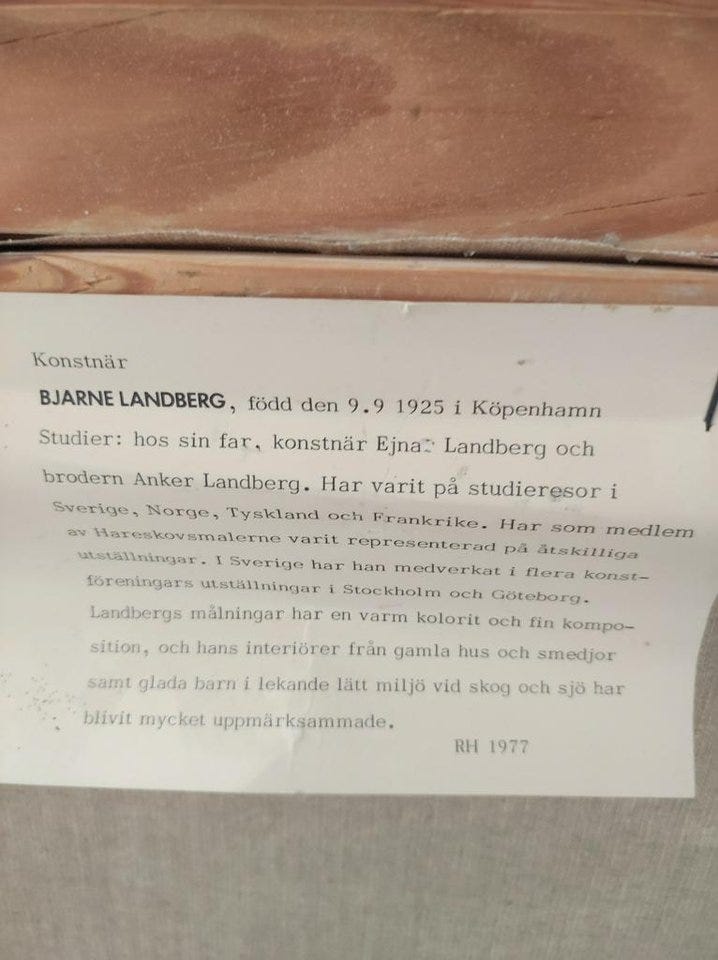 Konstnär
BJARNE LANDBERG, född den 9.9 1925 i Köpenhamn
Studier: hos sin far, konstnär Ejnar Landberg och
brodern Anker Landberg. Har varit på studieresor i
Sverige, Norge, Tyskland och Frankrike. Har som medlem
av Hareskovsmalerne varit representerad på åtskilliga
utställningar. I Sverige har han medverkat i flera konst-
föreningars utställningar i Stockholm och Göteborg.
Landbergs målningar har en varm kolorit och fin kompo-
sition, och hans interiörer från gamla hus och smedjor
samt glada barn i lekande lätt miljö vid skog och sjö har
blivit mycket uppmärksammade.
RH 1977